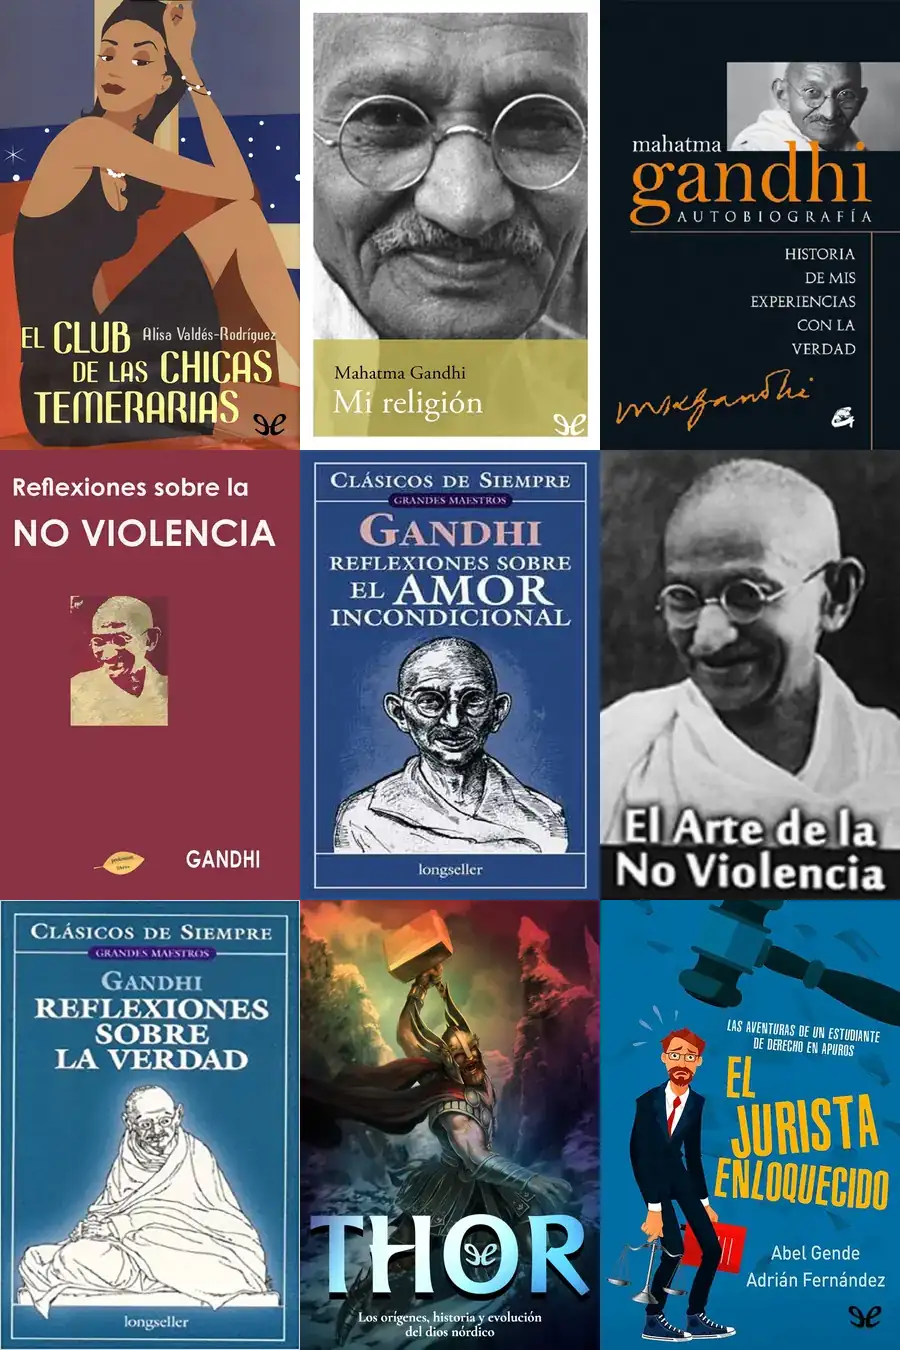 EL CLUB
Alisa Valdés-Rodríguez
DE LAS CHICAS
TEMERARIAS
Mahatma Gandhi
Mi religión
mahatma
gandhi
AUTOBIOGRAFÍA
HISTORIA
DE MIS
EXPERIENCIAS
CON LA
VERDAD
mkgandhi
Reflexiones sobre la
NO VIOLENCIA
GANDHI
CLÁSICOS DE SIEMPRE
GRANDES MAESTROS
GANDHI
REFLEXIONES SOBRE
EL AMOR
INCONDICIONAL
longseller
El Arte de la
No Violencia
CLÁSICOS DE SIEMPRE
GRANDES MAESTROS
GANDHI
REFLEXIONES
SOBRE
LA VERDAD
longseller
THOR
Los orígenes, historia y evolución
del dios nórdico
LAS AVENTURAS DE UN ESTUDIANTE
DE DERECHO EN APUROS
EL
JURISTA
ENLOQUECIDO
Abel Gende
Adrián Fernández